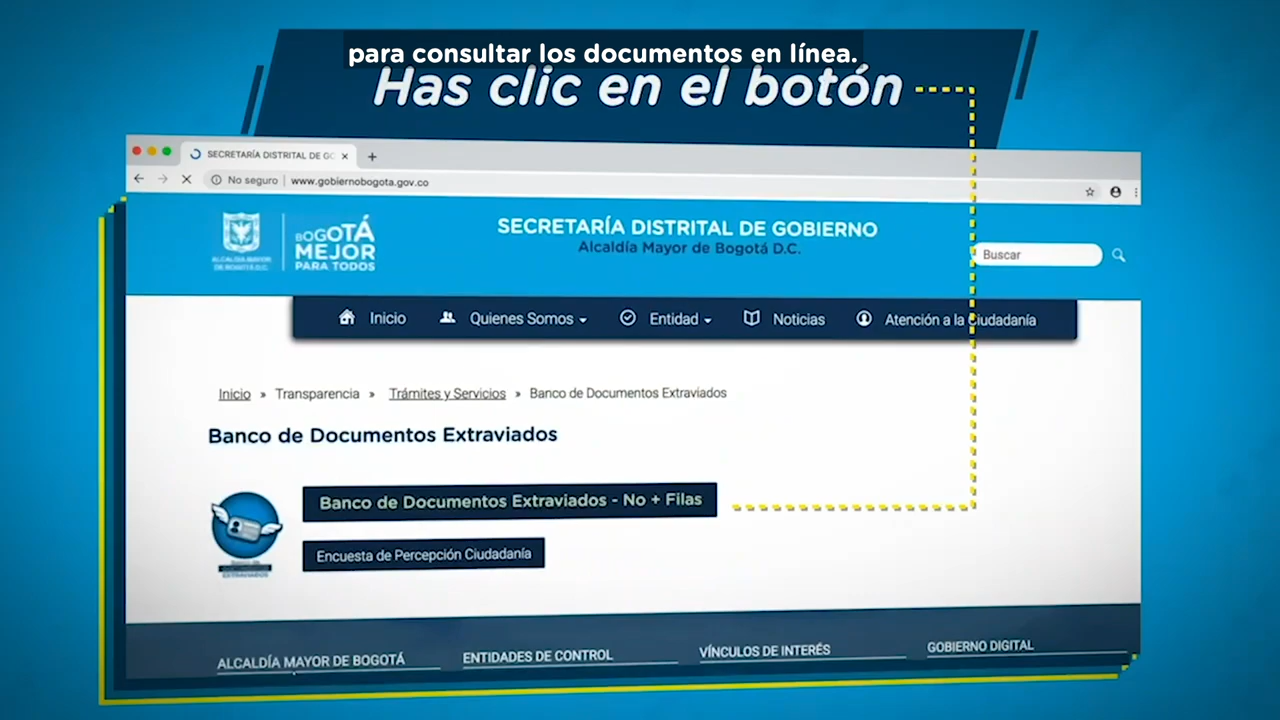 para consultar los documentos en línea.
Has clic en el botón
SECRETARÍA DISTRITAL DE GO
No seguro
www.gobiernobogota.gov.co
ALCALDÍA MAYOR
DE BOGOTÁ D.C.
BOGOTÁ
MEJOR
PARA TODOS
SECRETARÍA DISTRITAL DE GOBIERNO
Alcaldía Mayor de Bogotá D.C.
Buscar
Inicio Quienes Somos Entidad Noticias Atención a la Ciudadanía
Inicio » Transparencia » Trámites y Servicios » Banco de Documentos Extraviados
Banco de Documentos Extraviados
Banco de Documentos Extraviados - No + Filas
Encuesta de Percepción Ciudadanía
ALCALDÍA MAYOR DE BOGOTÁ
ENTIDADES DE CONTROL
VÍNCULOS DE INTERÉS
GOBIERNO DIGITAL